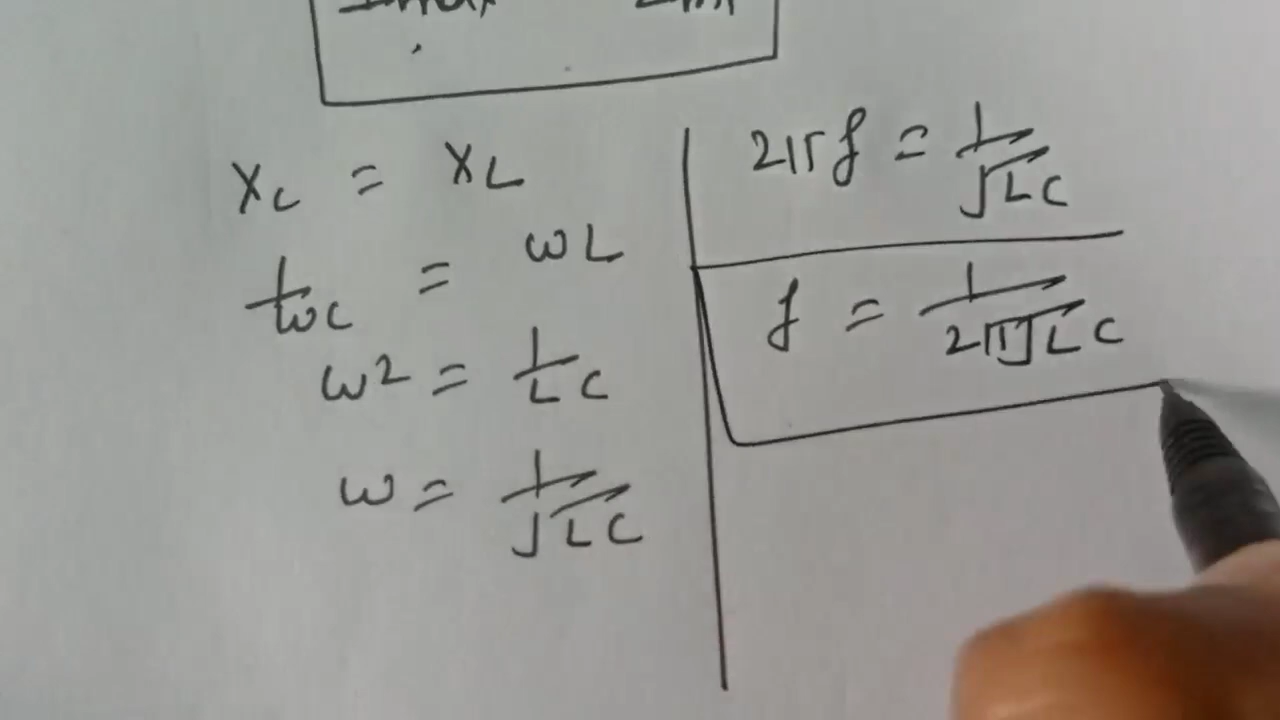 X_C = X_L
1/ωC = ωL
ω² = 1/LC
ω = 1/√LC
2πf = 1/√LC
f = 1/2π√LC